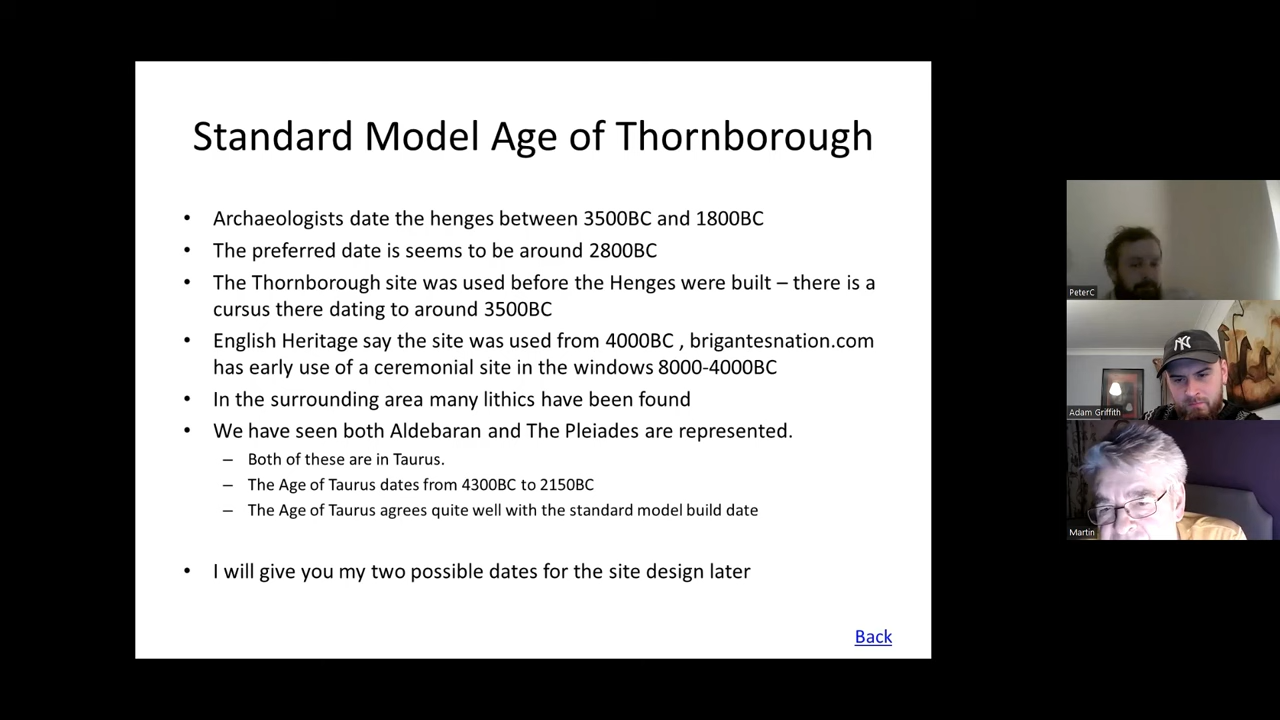 Standard Model Age of Thornborough
• Archaeologists date the henges between 3500BC and 1800BC
• The preferred date is seems to be around 2800BC
• The Thornborough site was used before the Henges were built – there is a
cursus there dating to around 3500BC
• English Heritage say the site was used from 4000BC , brigantesnation.com
has early use of a ceremonial site in the windows 8000-4000BC
• In the surrounding area many lithics have been found
• We have seen both Aldebaran and The Pleiades are represented.
– Both of these are in Taurus.
– The Age of Taurus dates from 4300BC to 2150BC
– The Age of Taurus agrees quite well with the standard model build date
• I will give you my two possible dates for the site design later
Back
PeterC
NY
Adam Griffith
Martin